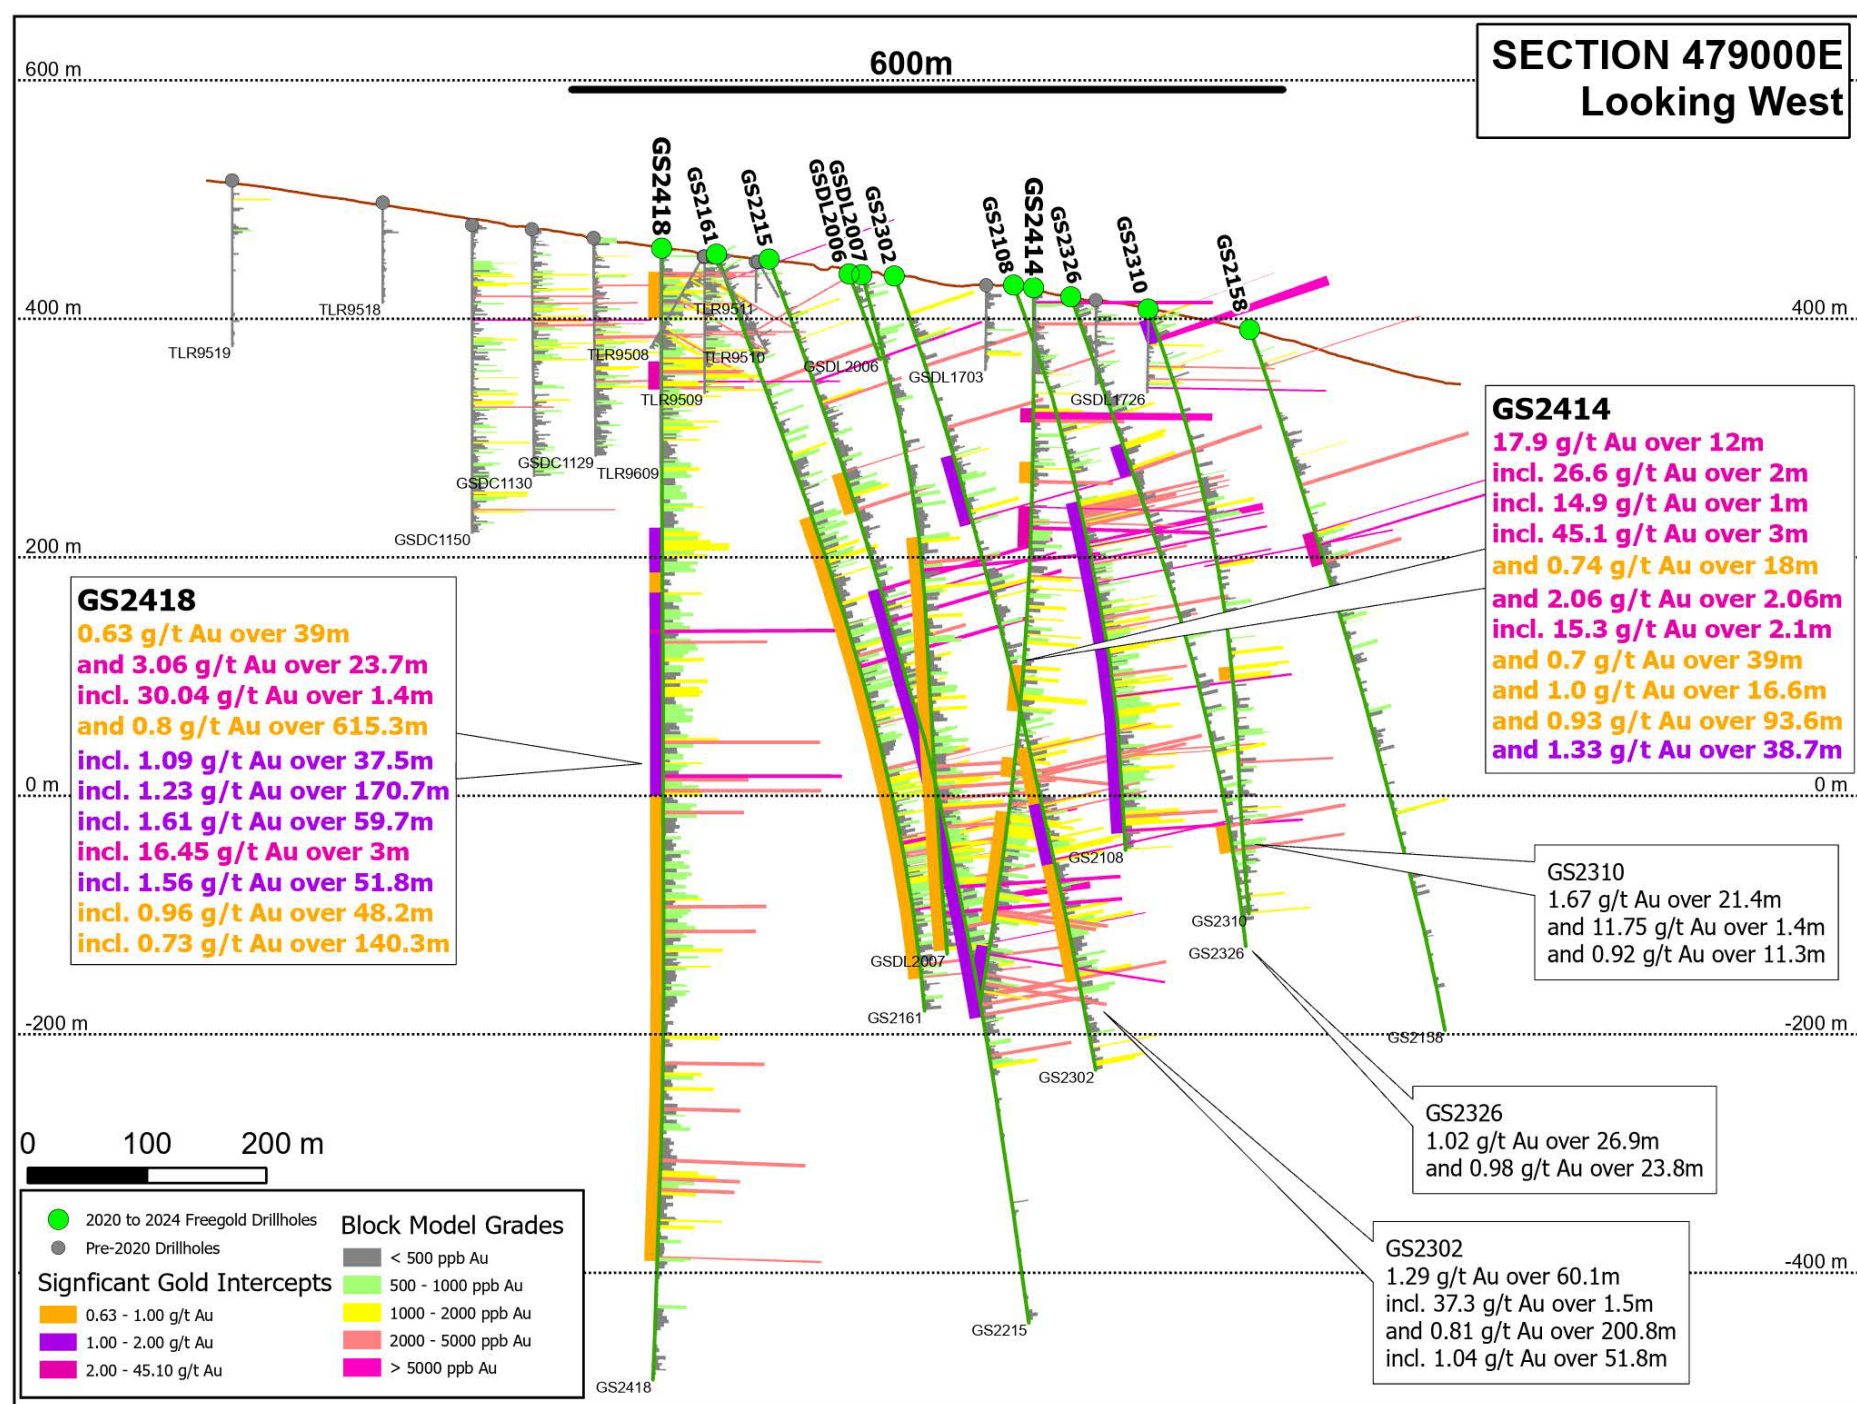 SECTION 479000E
Looking West
600m
600 m
400 m
400 m
200 m
200 m
0 m
0 m
-200 m
-200 m
-400 m
GS2418
GS2161
GS2215
GSDL2006
GSDL2007
GS2302
GS2108
GS2414
GS2326
GS2310
GS2158
TLR9519
TLR9518
GSDC1150
GSDC1130
GSDC1129
TLR9609
TLR9508
TLR9509
TLR9510
TLR9511
GSDL2006
GSDL1703
GSDL1726
GS2108
GSDL2007
GS2161
GS2302
GS2310
GS2326
GS2158
GS2215
GS2418
GS2418
0.63 g/t Au over 39m
and 3.06 g/t Au over 23.7m
incl. 30.04 g/t Au over 1.4m
and 0.8 g/t Au over 615.3m
incl. 1.09 g/t Au over 37.5m
incl. 1.23 g/t Au over 170.7m
incl. 1.61 g/t Au over 59.7m
incl. 16.45 g/t Au over 3m
incl. 1.56 g/t Au over 51.8m
incl. 0.96 g/t Au over 48.2m
incl. 0.73 g/t Au over 140.3m
GS2414
17.9 g/t Au over 12m
incl. 26.6 g/t Au over 2m
incl. 14.9 g/t Au over 1m
incl. 45.1 g/t Au over 3m
and 0.74 g/t Au over 18m
and 2.06 g/t Au over 2.06m
incl. 15.3 g/t Au over 2.1m
and 0.7 g/t Au over 39m
and 1.0 g/t Au over 16.6m
and 0.93 g/t Au over 93.6m
and 1.33 g/t Au over 38.7m
GS2310
1.67 g/t Au over 21.4m
and 11.75 g/t Au over 1.4m
and 0.92 g/t Au over 11.3m
GS2326
1.02 g/t Au over 26.9m
and 0.98 g/t Au over 23.8m
GS2302
1.29 g/t Au over 60.1m
incl. 37.3 g/t Au over 1.5m
and 0.81 g/t Au over 200.8m
incl. 1.04 g/t Au over 51.8m
0 100 200 m
2020 to 2024 Freegold Drillholes
Pre-2020 Drillholes
Signficant Gold Intercepts
0.63 - 1.00 g/t Au
1.00 - 2.00 g/t Au
2.00 - 45.10 g/t Au
Block Model Grades
< 500 ppb Au
500 - 1000 ppb Au
1000 - 2000 ppb Au
2000 - 5000 ppb Au
> 5000 ppb Au